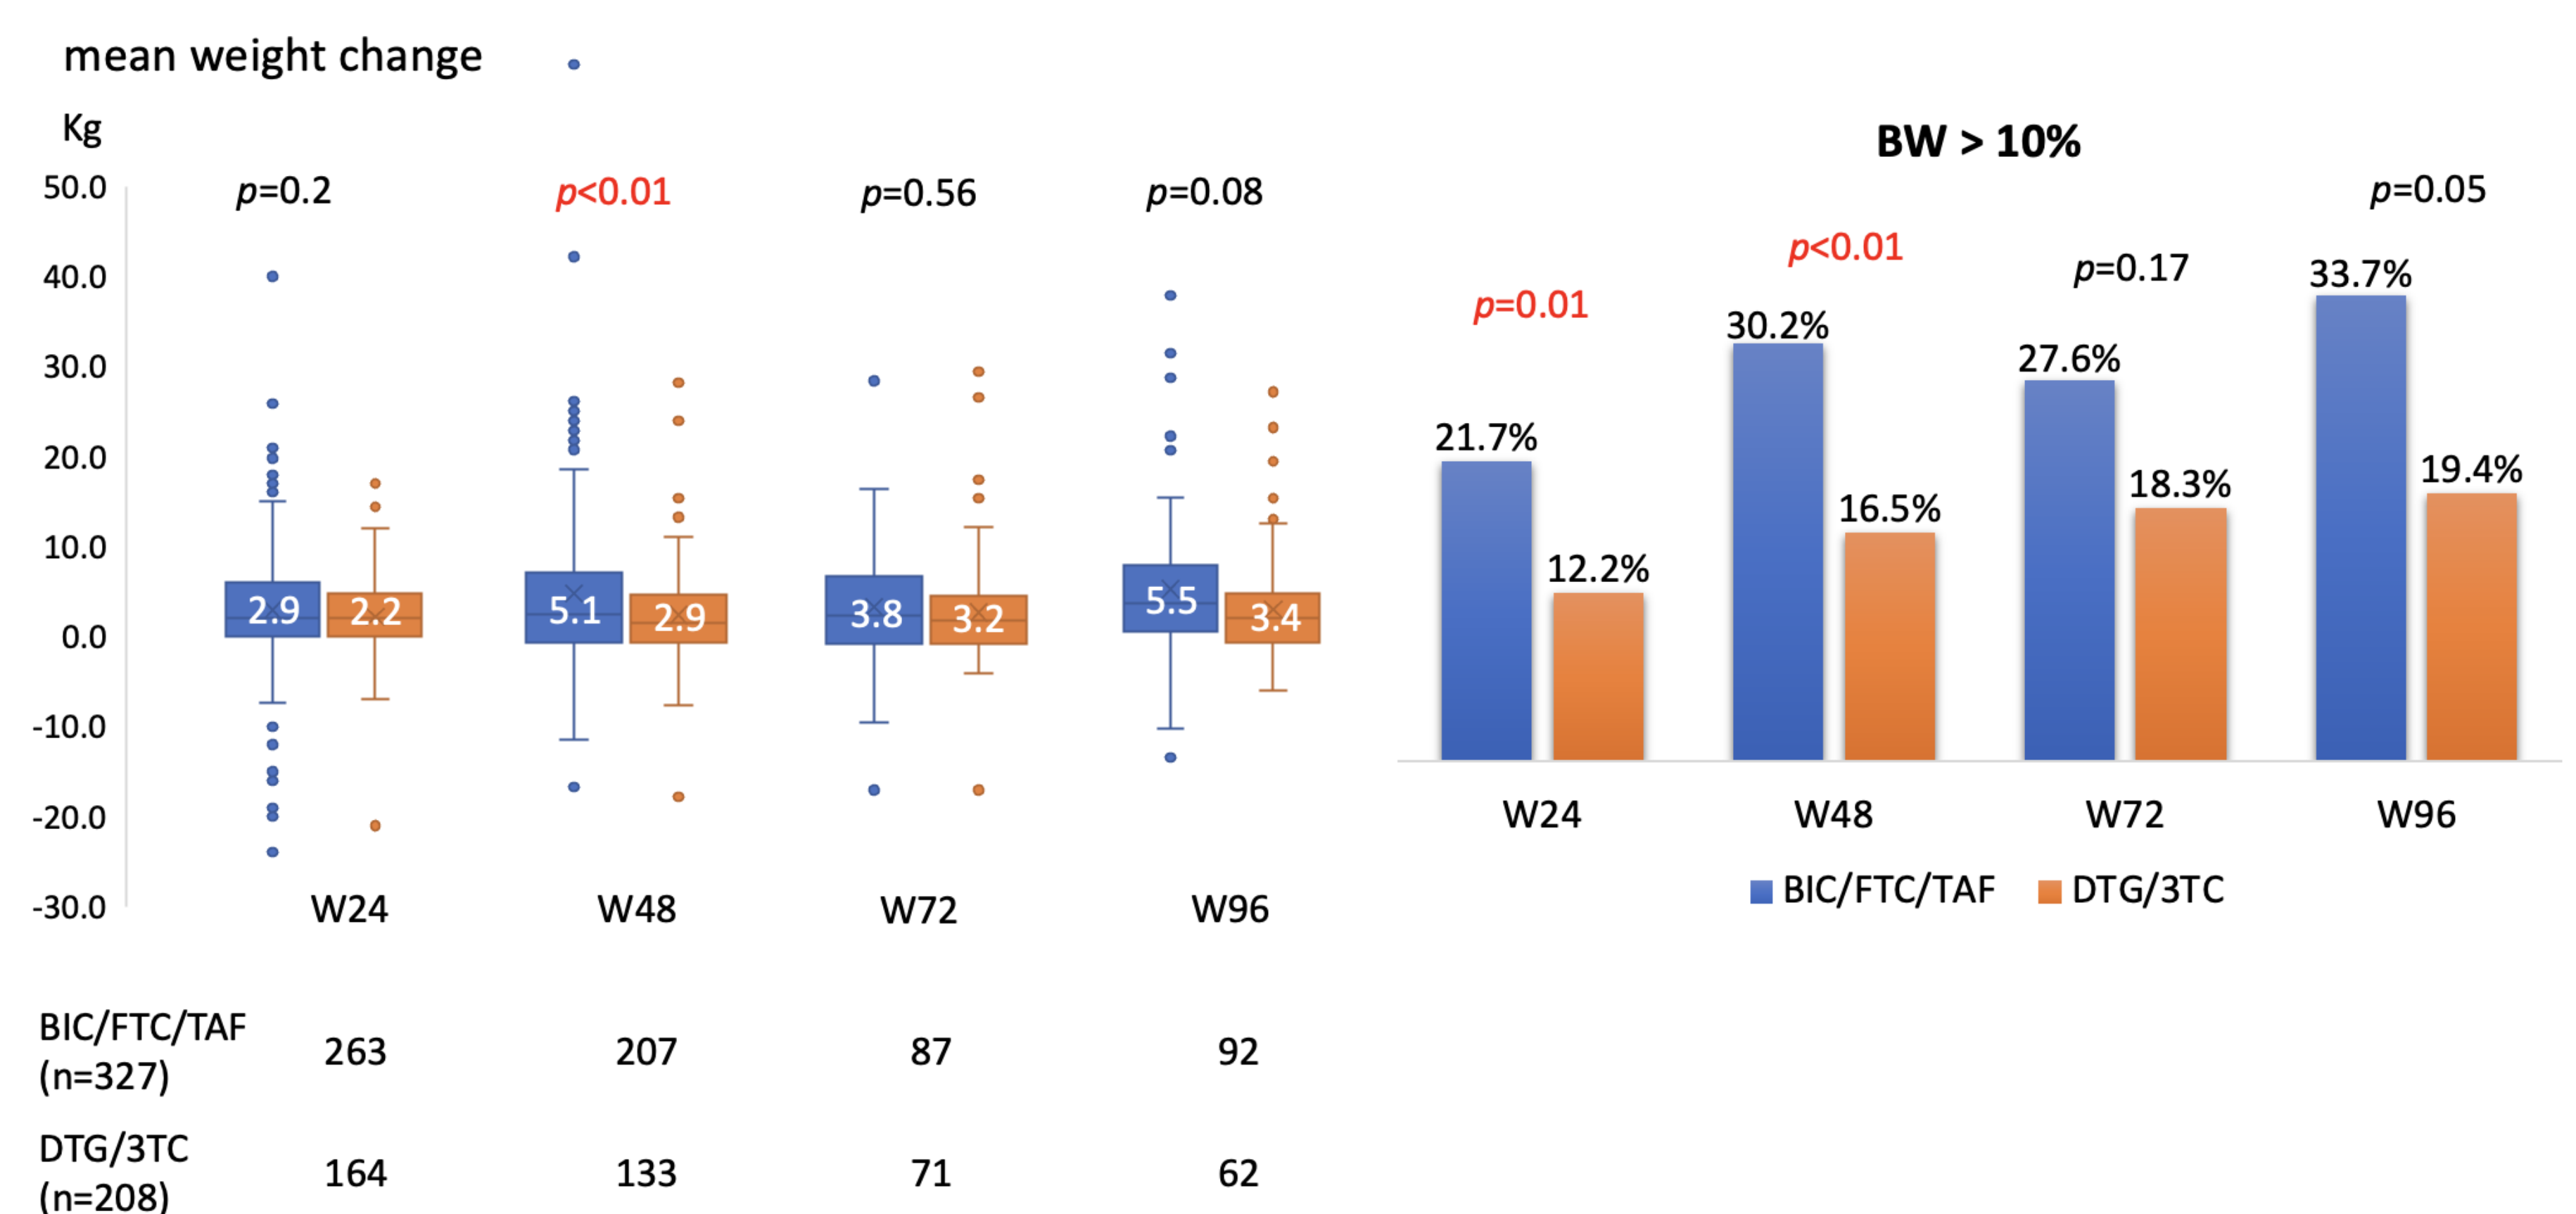 mean weight change
Kg
50.0
40.0
30.0
20.0
10.0
0.0
-10.0
-20.0
-30.0
p=0.2
p<0.01
p=0.56
p=0.08
2.9
2.2
5.1
2.9
3.8
3.2
5.5
3.4
W24
W48
W72
W96
BIC/FTC/TAF
(n=327)
263
207
87
92
DTG/3TC
(n=208)
164
133
71
62
BW > 10%
p=0.01
p<0.01
p=0.17
p=0.05
21.7%
12.2%
30.2%
16.5%
27.6%
18.3%
33.7%
19.4%
W24
W48
W72
W96
BIC/FTC/TAF
DTG/3TC